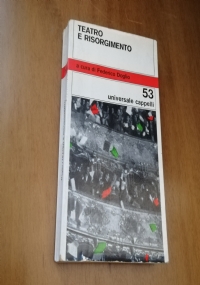 TEATRO
E RISORGIMENTO
a cura di Federico Doglio
53
universale cappelli